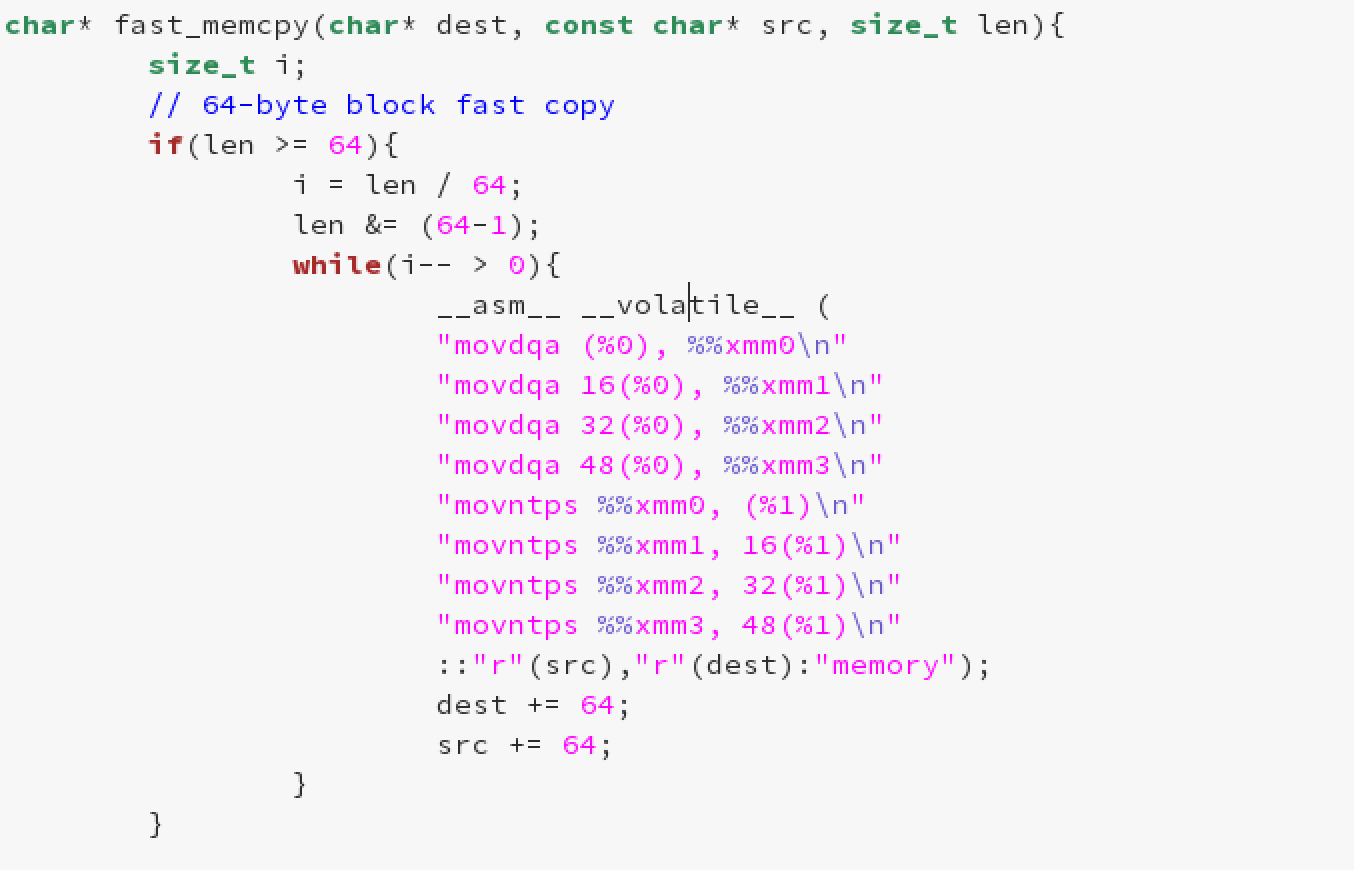 char* fast_memcpy(char* dest, const char* src, size_t len){
size_t i;
// 64-byte block fast copy
if(len >= 64){
i = len / 64;
len &= (64-1);
while(i-- > 0){
__asm__ __volatile__ (
"movdqa (%0), %%xmm0\n"
"movdqa 16(%0), %%xmm1\n"
"movdqa 32(%0), %%xmm2\n"
"movdqa 48(%0), %%xmm3\n"
"movntps %%xmm0, (%1)\n"
"movntps %%xmm1, 16(%1)\n"
"movntps %%xmm2, 32(%1)\n"
"movntps %%xmm3, 48(%1)\n"
::"r"(src),"r"(dest):"memory");
dest += 64;
src += 64;
}
}